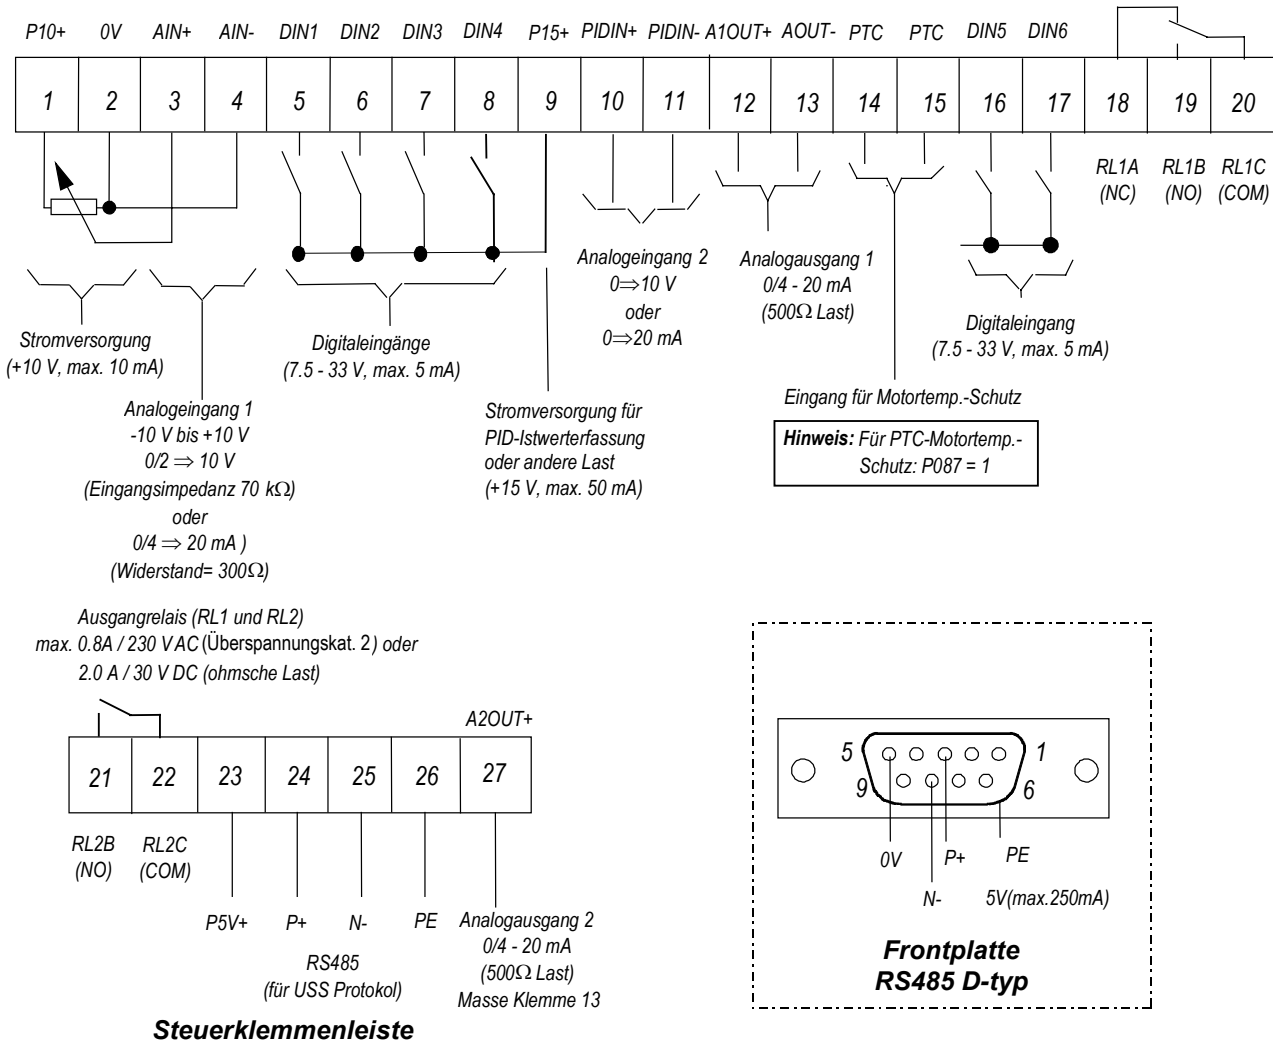 P10+ 0V AIN+ AIN- DIN1 DIN2 DIN3 DIN4 P15+ PIDIN+ PIDIN- A1OUT+ AOUT- PTC PTC DIN5 DIN6
1 2 3 4 5 6 7 8 9 10 11 12 13 14 15 16 17 18 19 20
RL1A
(NC)
RL1B
(NO)
RL1C
(COM)
Stromversorgung
(+10 V, max. 10 mA)
Analogeingang 1
-10 V bis +10 V
0/2 ⇒ 10 V
(Eingangsimpedanz 70 kΩ)
oder
0/4 ⇒ 20 mA )
(Widerstand= 300Ω)
Digitaleingänge
(7.5 - 33 V, max. 5 mA)
Stromversorgung für
PID-Istwerterfassung
oder andere Last
(+15 V, max. 50 mA)
Analogeingang 2
0⇒10 V
oder
0⇒20 mA
Analogausgang 1
0/4 - 20 mA
(500Ω Last)
Eingang für Motortemp.-Schutz
Hinweis: Für PTC-Motortemp.-
Schutz: P087 = 1
Digitaleingang
(7.5 - 33 V, max. 5 mA)
Ausgangrelais (RL1 und RL2)
max. 0.8A / 230 V AC (Überspannungskat. 2) oder
2.0 A / 30 V DC (ohmsche Last)
A2OUT+
21 22 23 24 25 26 27
RL2B
(NO)
RL2C
(COM)
P5V+ P+ N- PE
RS485
(für USS Protokol)
Analogausgang 2
0/4 - 20 mA
(500Ω Last)
Masse Klemme 13
Steuerklemmenleiste
5 1
9 6
0V P+ PE
N- 5V(max.250mA)
Frontplatte
RS485 D-typ